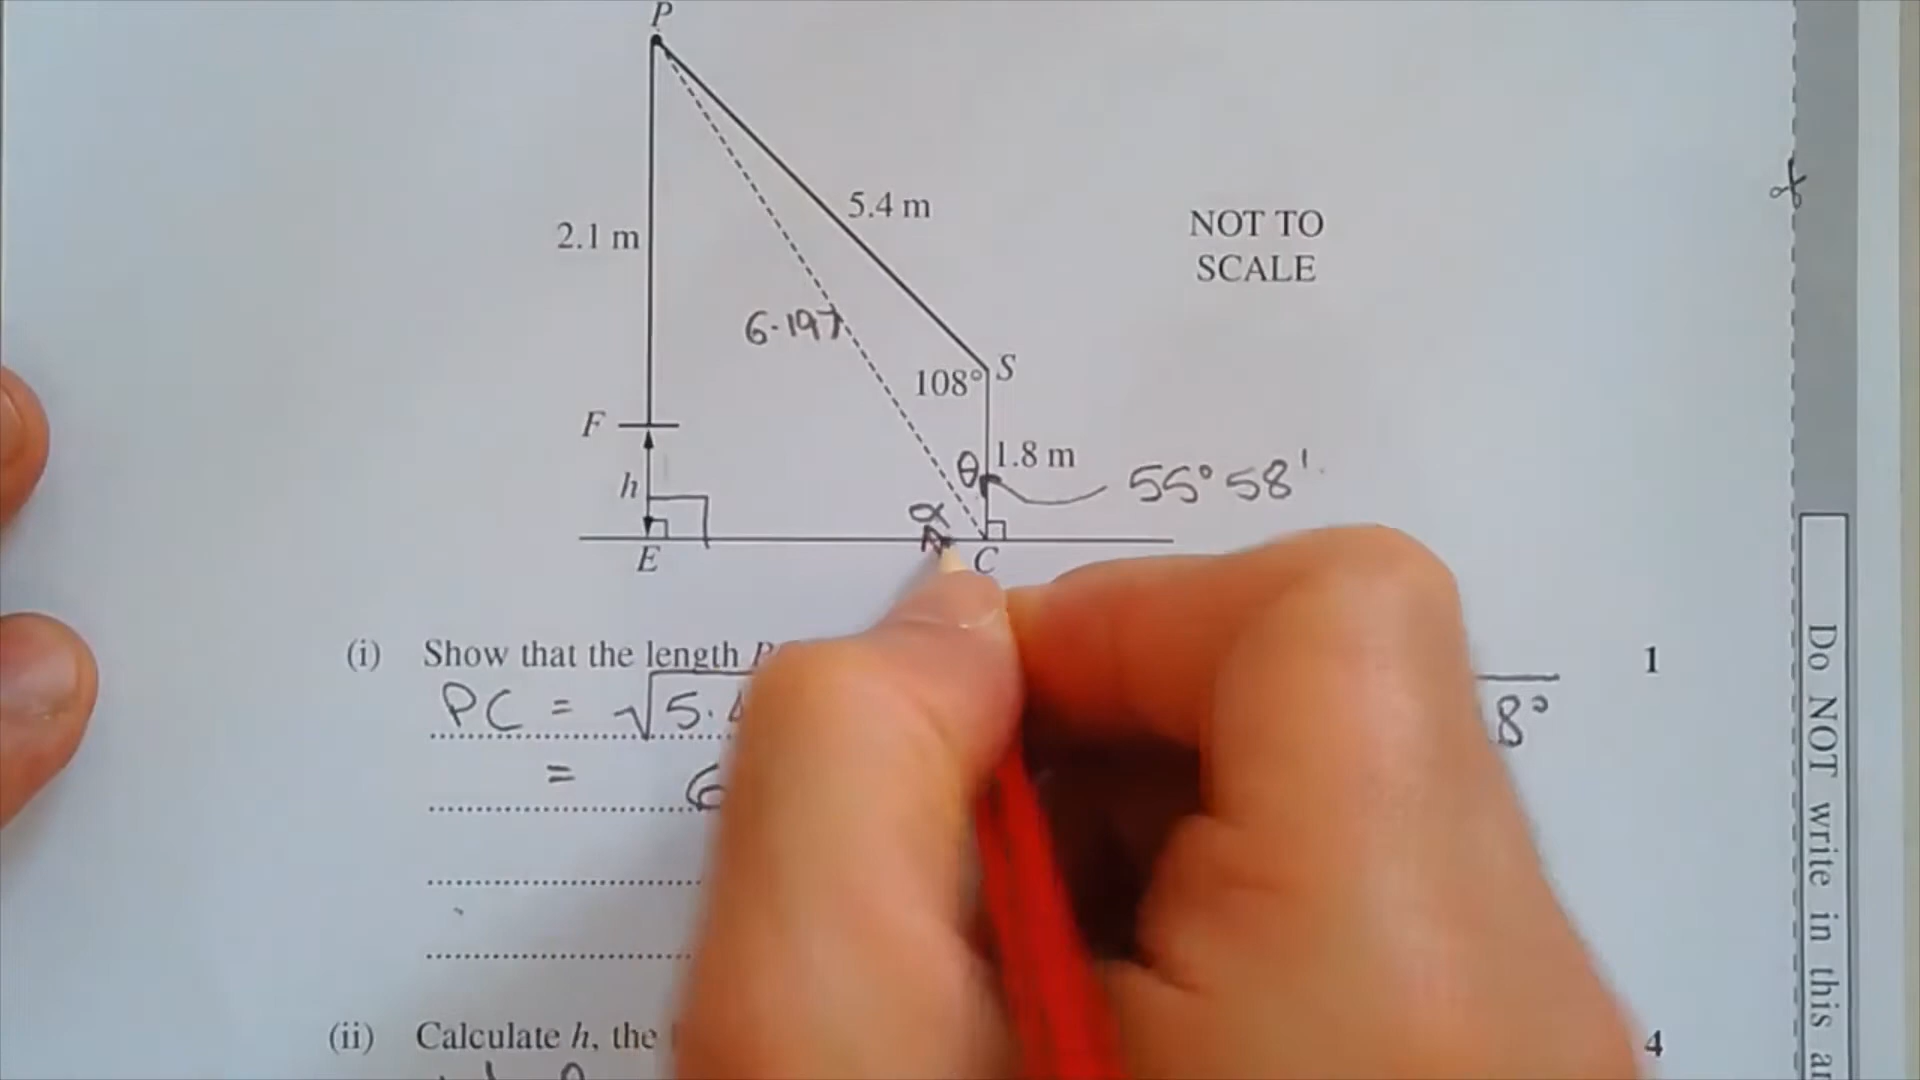 P
5.4 m
2.1 m
NOT TO
SCALE
6.197
108°
S
F
θ
1.8 m
55° 58'
h
α
E
C
(i) Show that the length
1
PC = √5.
8°
= 6
(ii) Calculate h, the
4
Do NOT write in this